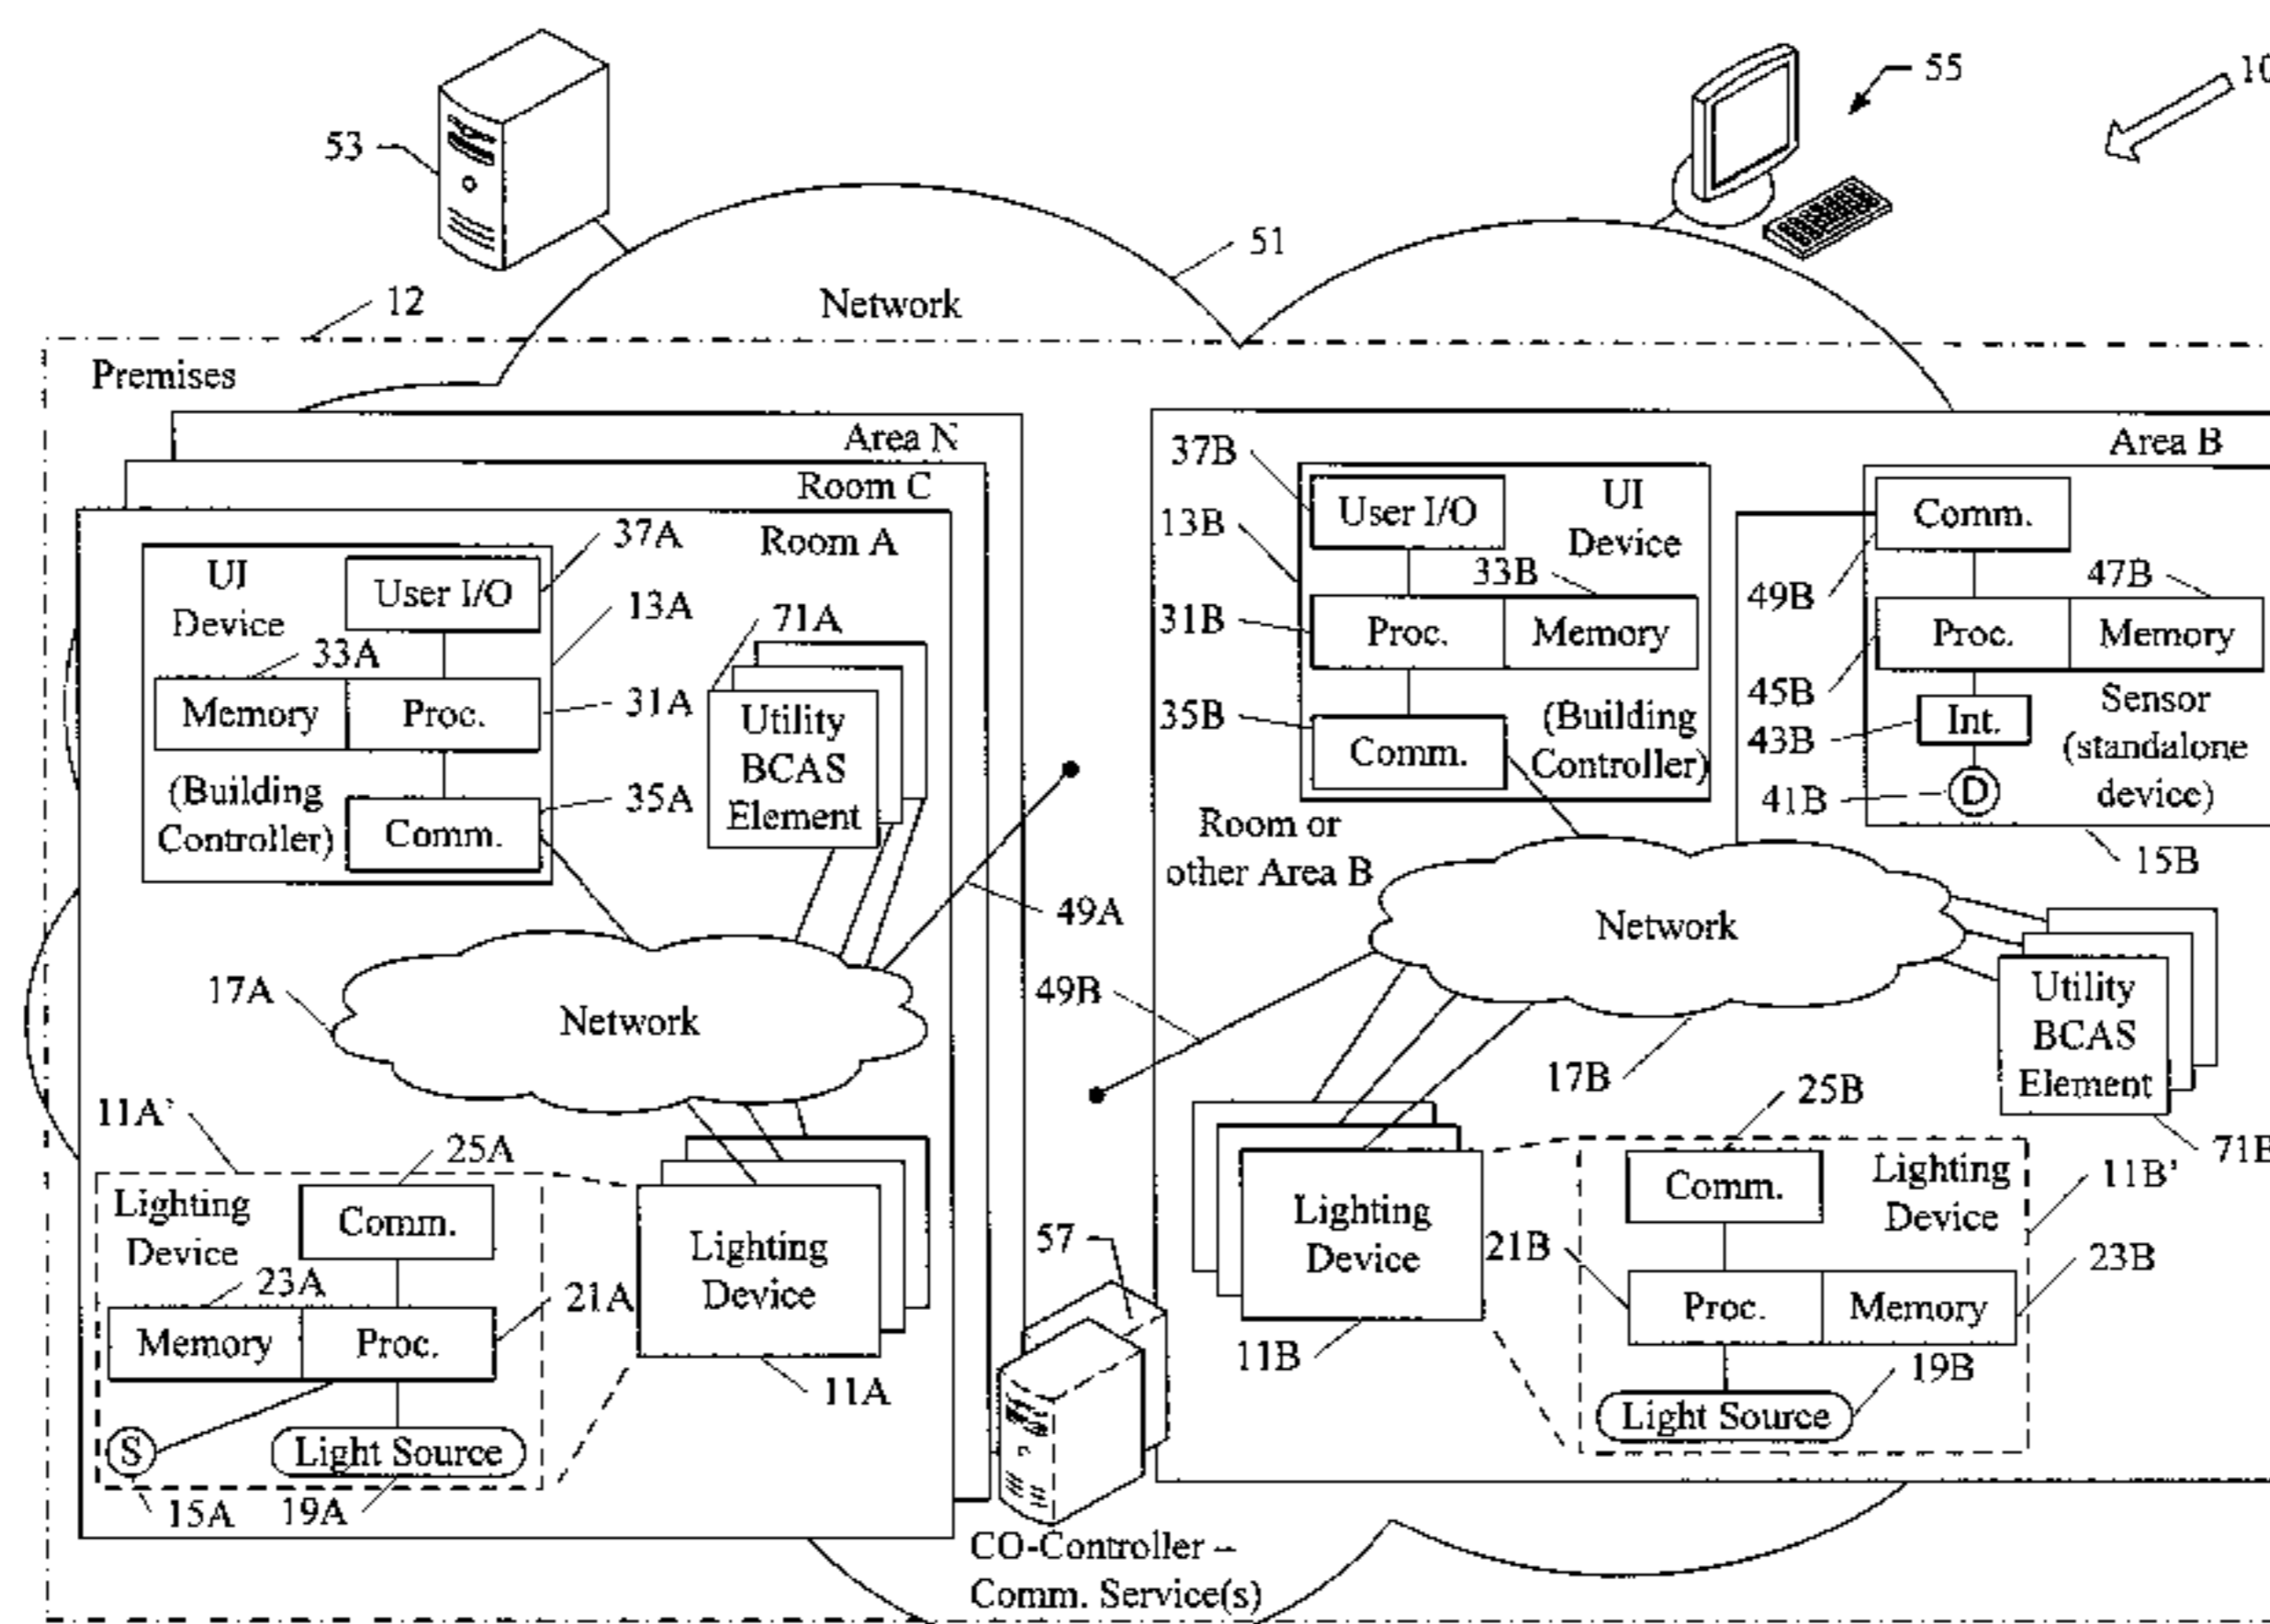 55
10
53
51
12
Network
Premises
Area N
Room C
Room A
37A
UI
Device
User I/O
13A
33A
71A
Memory
Proc.
31A
Utility
BCAS
Element
(Building
Controller)
35A
Comm.
49A
17A
Network
11A'
25A
Lighting
Device
Comm.
23A
21A
Memory
Proc.
Lighting
Device
11A
S
Light Source
15A
19A
Area B
37B
User I/O
UI
Device
13B
33B
31B
Proc.
Memory
35B
Comm.
(Building
Controller)
Comm.
49B
47B
Proc.
Memory
45B
Int.
43B
Sensor
(standalone
device)
41B
D
15B
Room or
other Area B
Network
49B
17B
Utility
BCAS
Element
71B
25B
Lighting
Device
11B'
Comm.
Lighting
Device
21B
23B
Proc.
Memory
11B
19B
Light Source
57
CO-Controller –
Comm. Service(s)